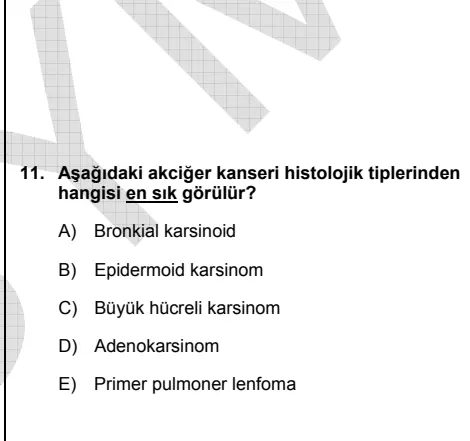 11. Aşağıdaki akciğer kanseri histolojik tiplerinden
hangisi en sık görülür?
A) Bronkial karsinoid
B) Epidermoid karsinom
C) Büyük hücreli karsinom
D) Adenokarsinom
E) Primer pulmoner lenfoma